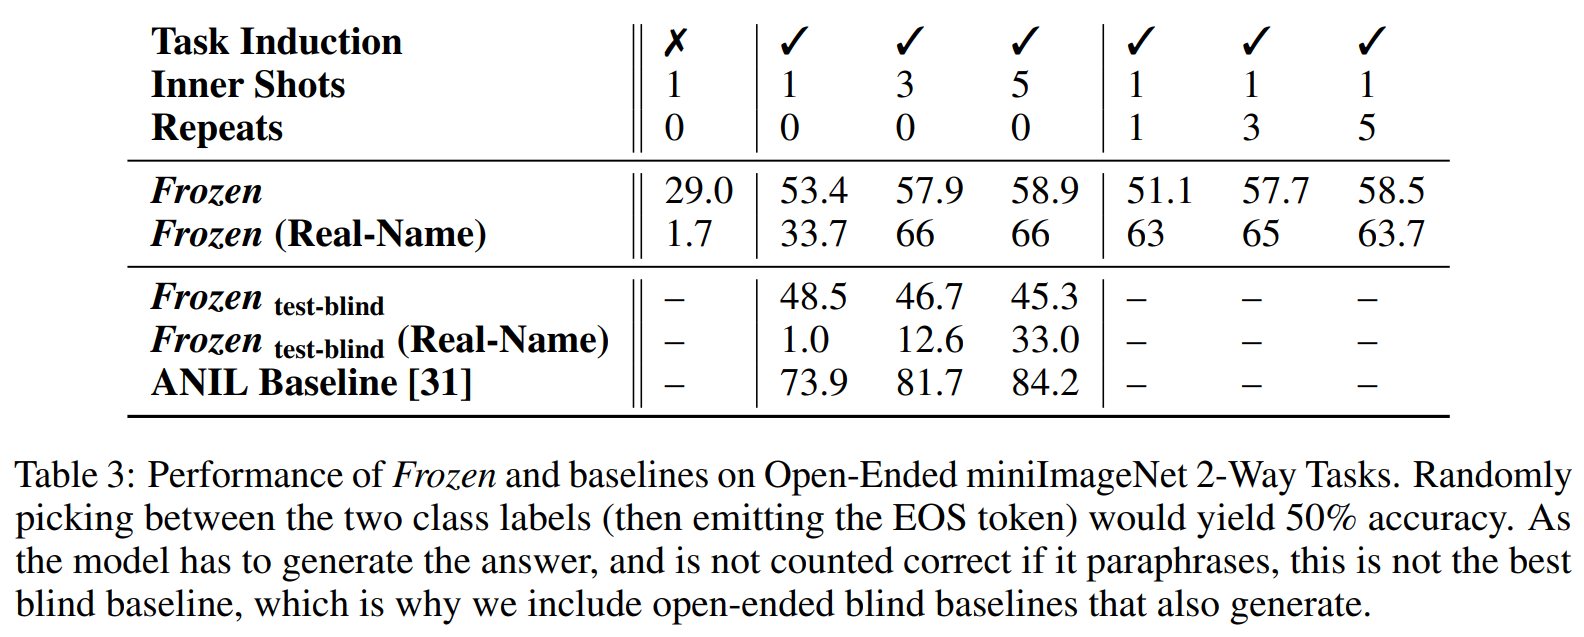 Task Induction ✗ ✓ ✓ ✓ ✓ ✓ ✓
Inner Shots 1 1 3 5 1 1 1
Repeats 0 0 0 0 1 3 5
Frozen 29.0 53.4 57.9 58.9 51.1 57.7 58.5
Frozen (Real-Name) 1.7 33.7 66 66 63 65 63.7
Frozen test-blind – 48.5 46.7 45.3 – – –
Frozen test-blind (Real-Name) – 1.0 12.6 33.0 – – –
ANIL Baseline [31] – 73.9 81.7 84.2 – – –
Table 3: Performance of Frozen and baselines on Open-Ended miniImageNet 2-Way Tasks. Randomly
picking between the two class labels (then emitting the EOS token) would yield 50% accuracy. As
the model has to generate the answer, and is not counted correct if it paraphrases, this is not the best
blind baseline, which is why we include open-ended blind baselines that also generate.